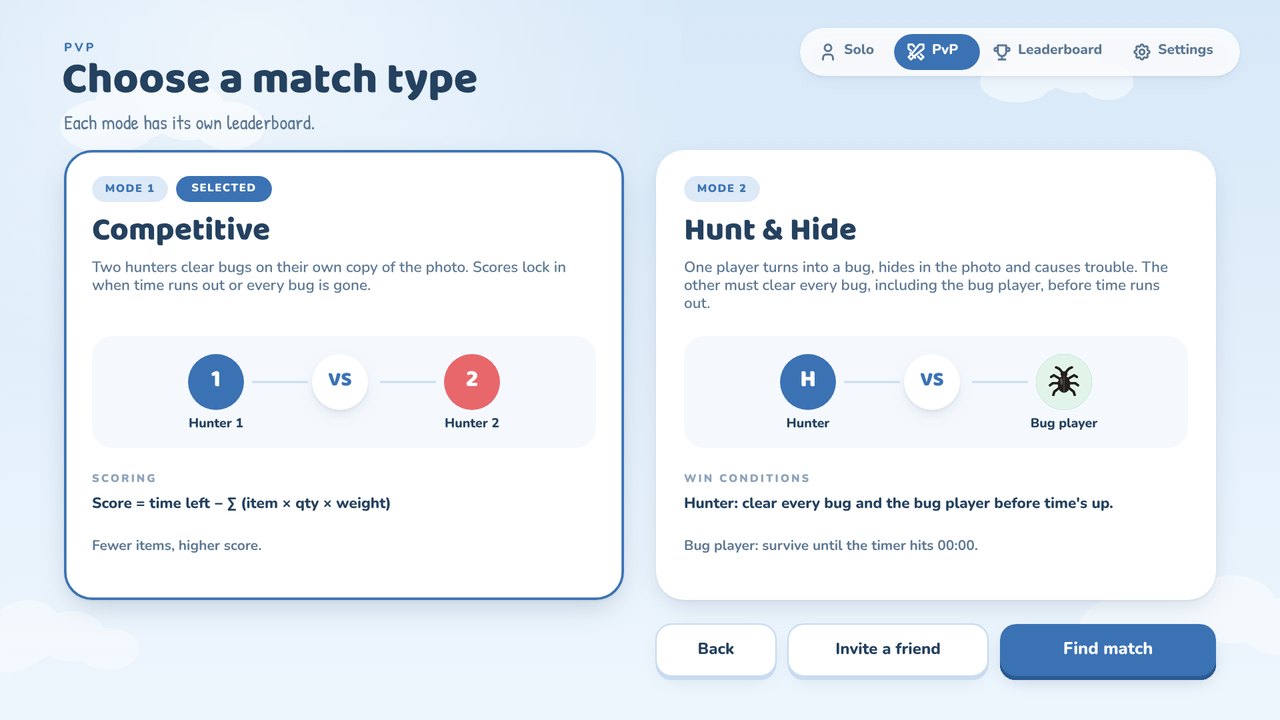 PVP
Choose a match type
Each mode has its own leaderboard.
Solo
PvP
Leaderboard
Settings
MODE 1
SELECTED
Competitive
Two hunters clear bugs on their own copy of the photo. Scores lock in
when time runs out or every bug is gone.
1
VS
2
Hunter 1
Hunter 2
SCORING
Score = time left − ∑ (item × qty × weight)
Fewer items, higher score.
MODE 2
Hunt & Hide
One player turns into a bug, hides in the photo and causes trouble. The
other must clear every bug, including the bug player, before time runs
out.
H
VS
Hunter
Bug player
WIN CONDITIONS
Hunter: clear every bug and the bug player before time's up.
Bug player: survive until the timer hits 00:00.
Back
Invite a friend
Find match